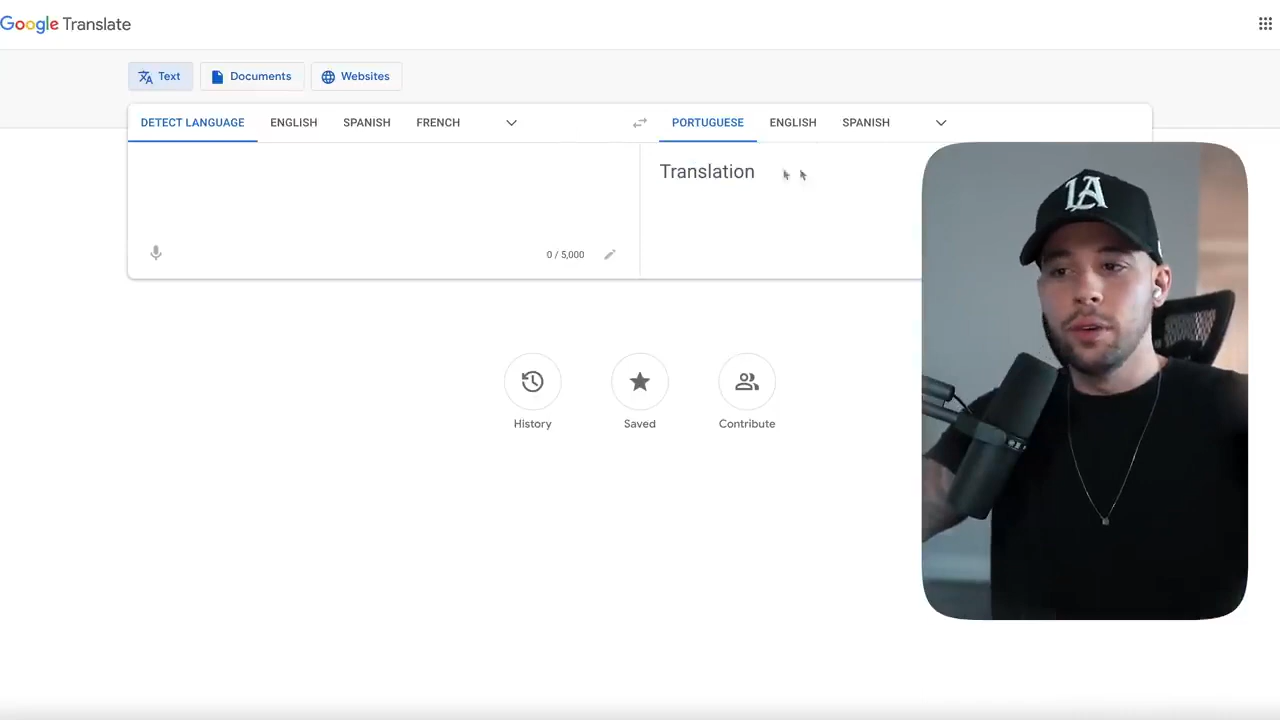 Google Translate
Text Documents Websites
DETECT LANGUAGE ENGLISH SPANISH FRENCH PORTUGUESE ENGLISH SPANISH
Translation
0 / 5,000
LA
History Saved Contribute